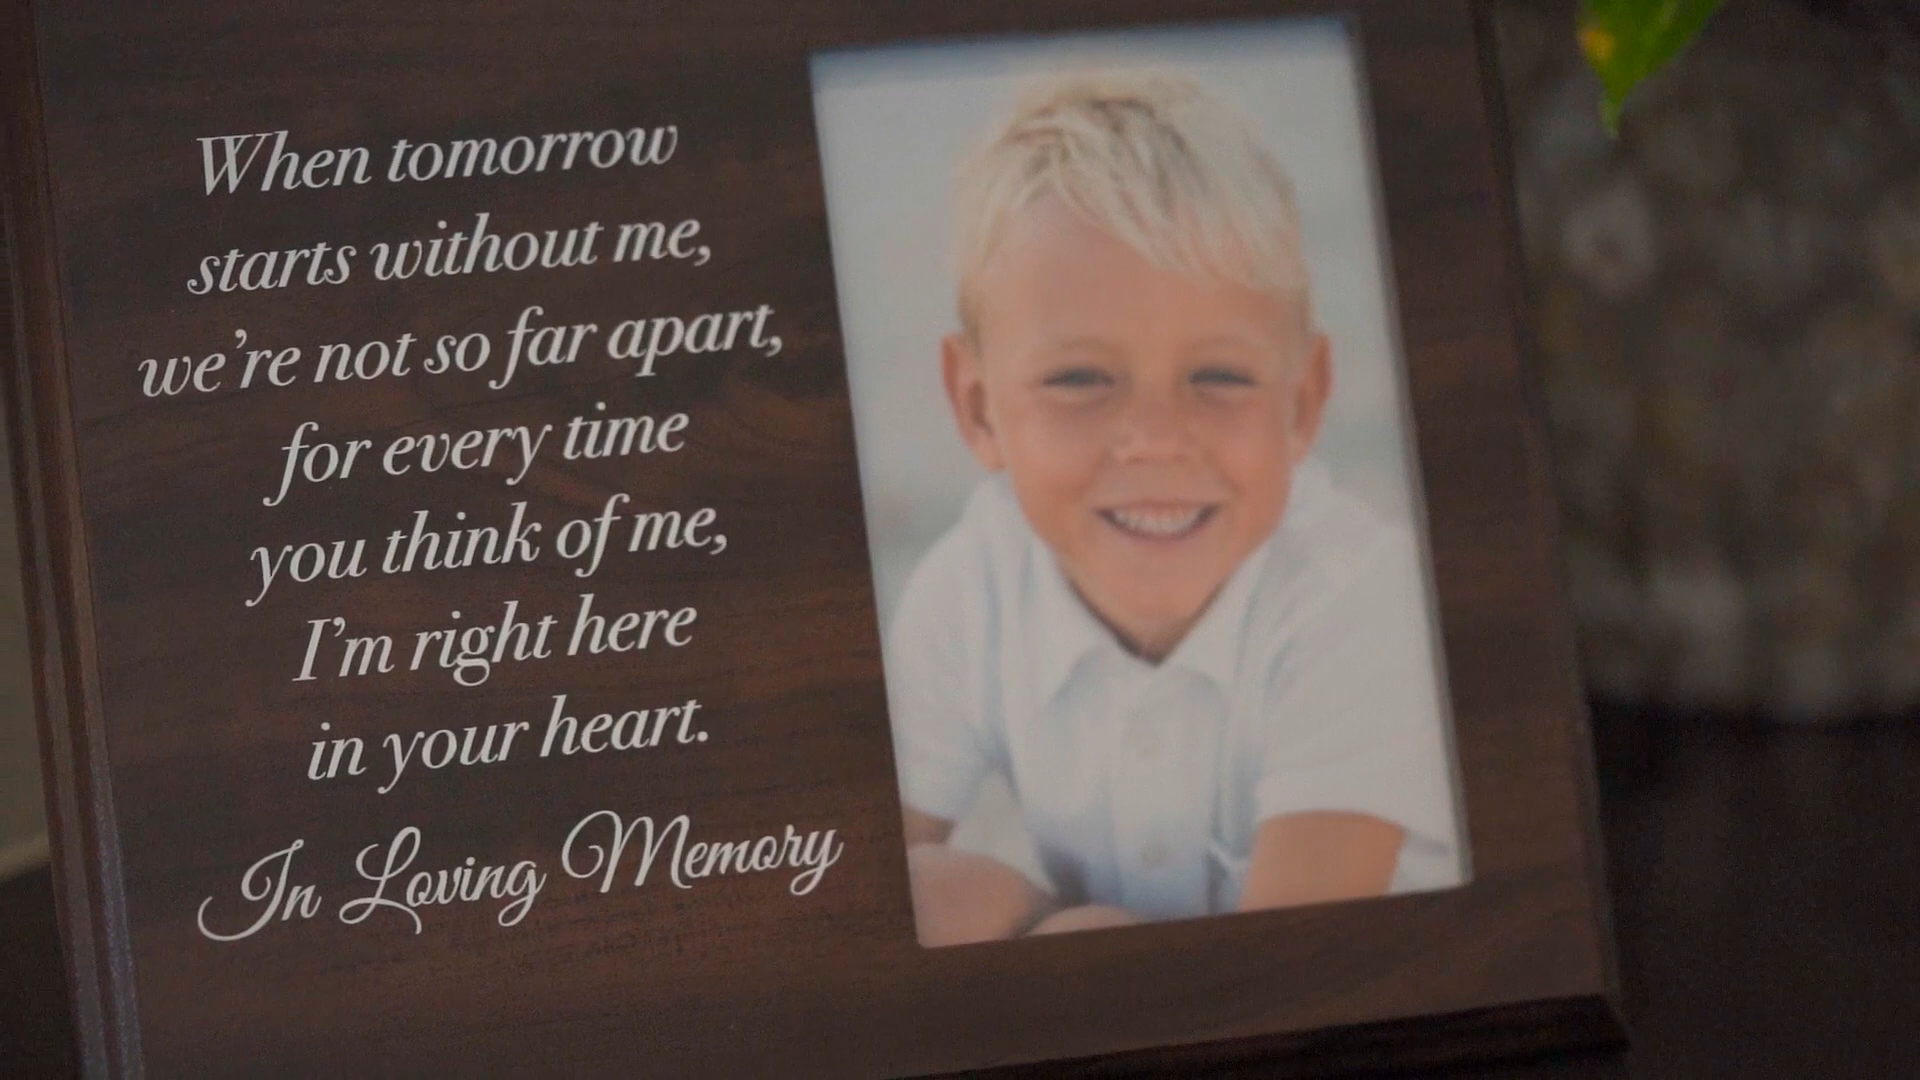 When tomorrow
starts without me,
we’re not so far apart,
for every time
you think of me,
I’m right here
in your heart.
In Loving Memory